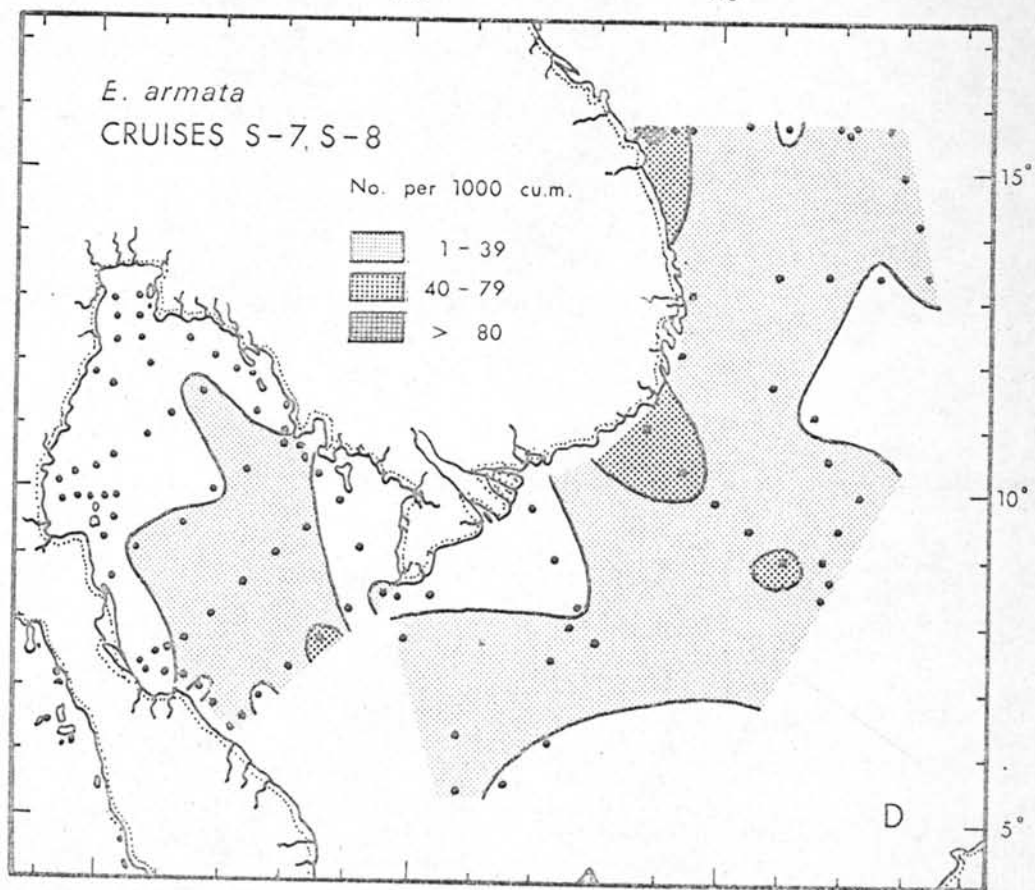 E. armata
CRUISES S-7, S-8
No. per 1000 cu.m.
1 - 39
40 - 79
> 80
15°
10°
5°
D